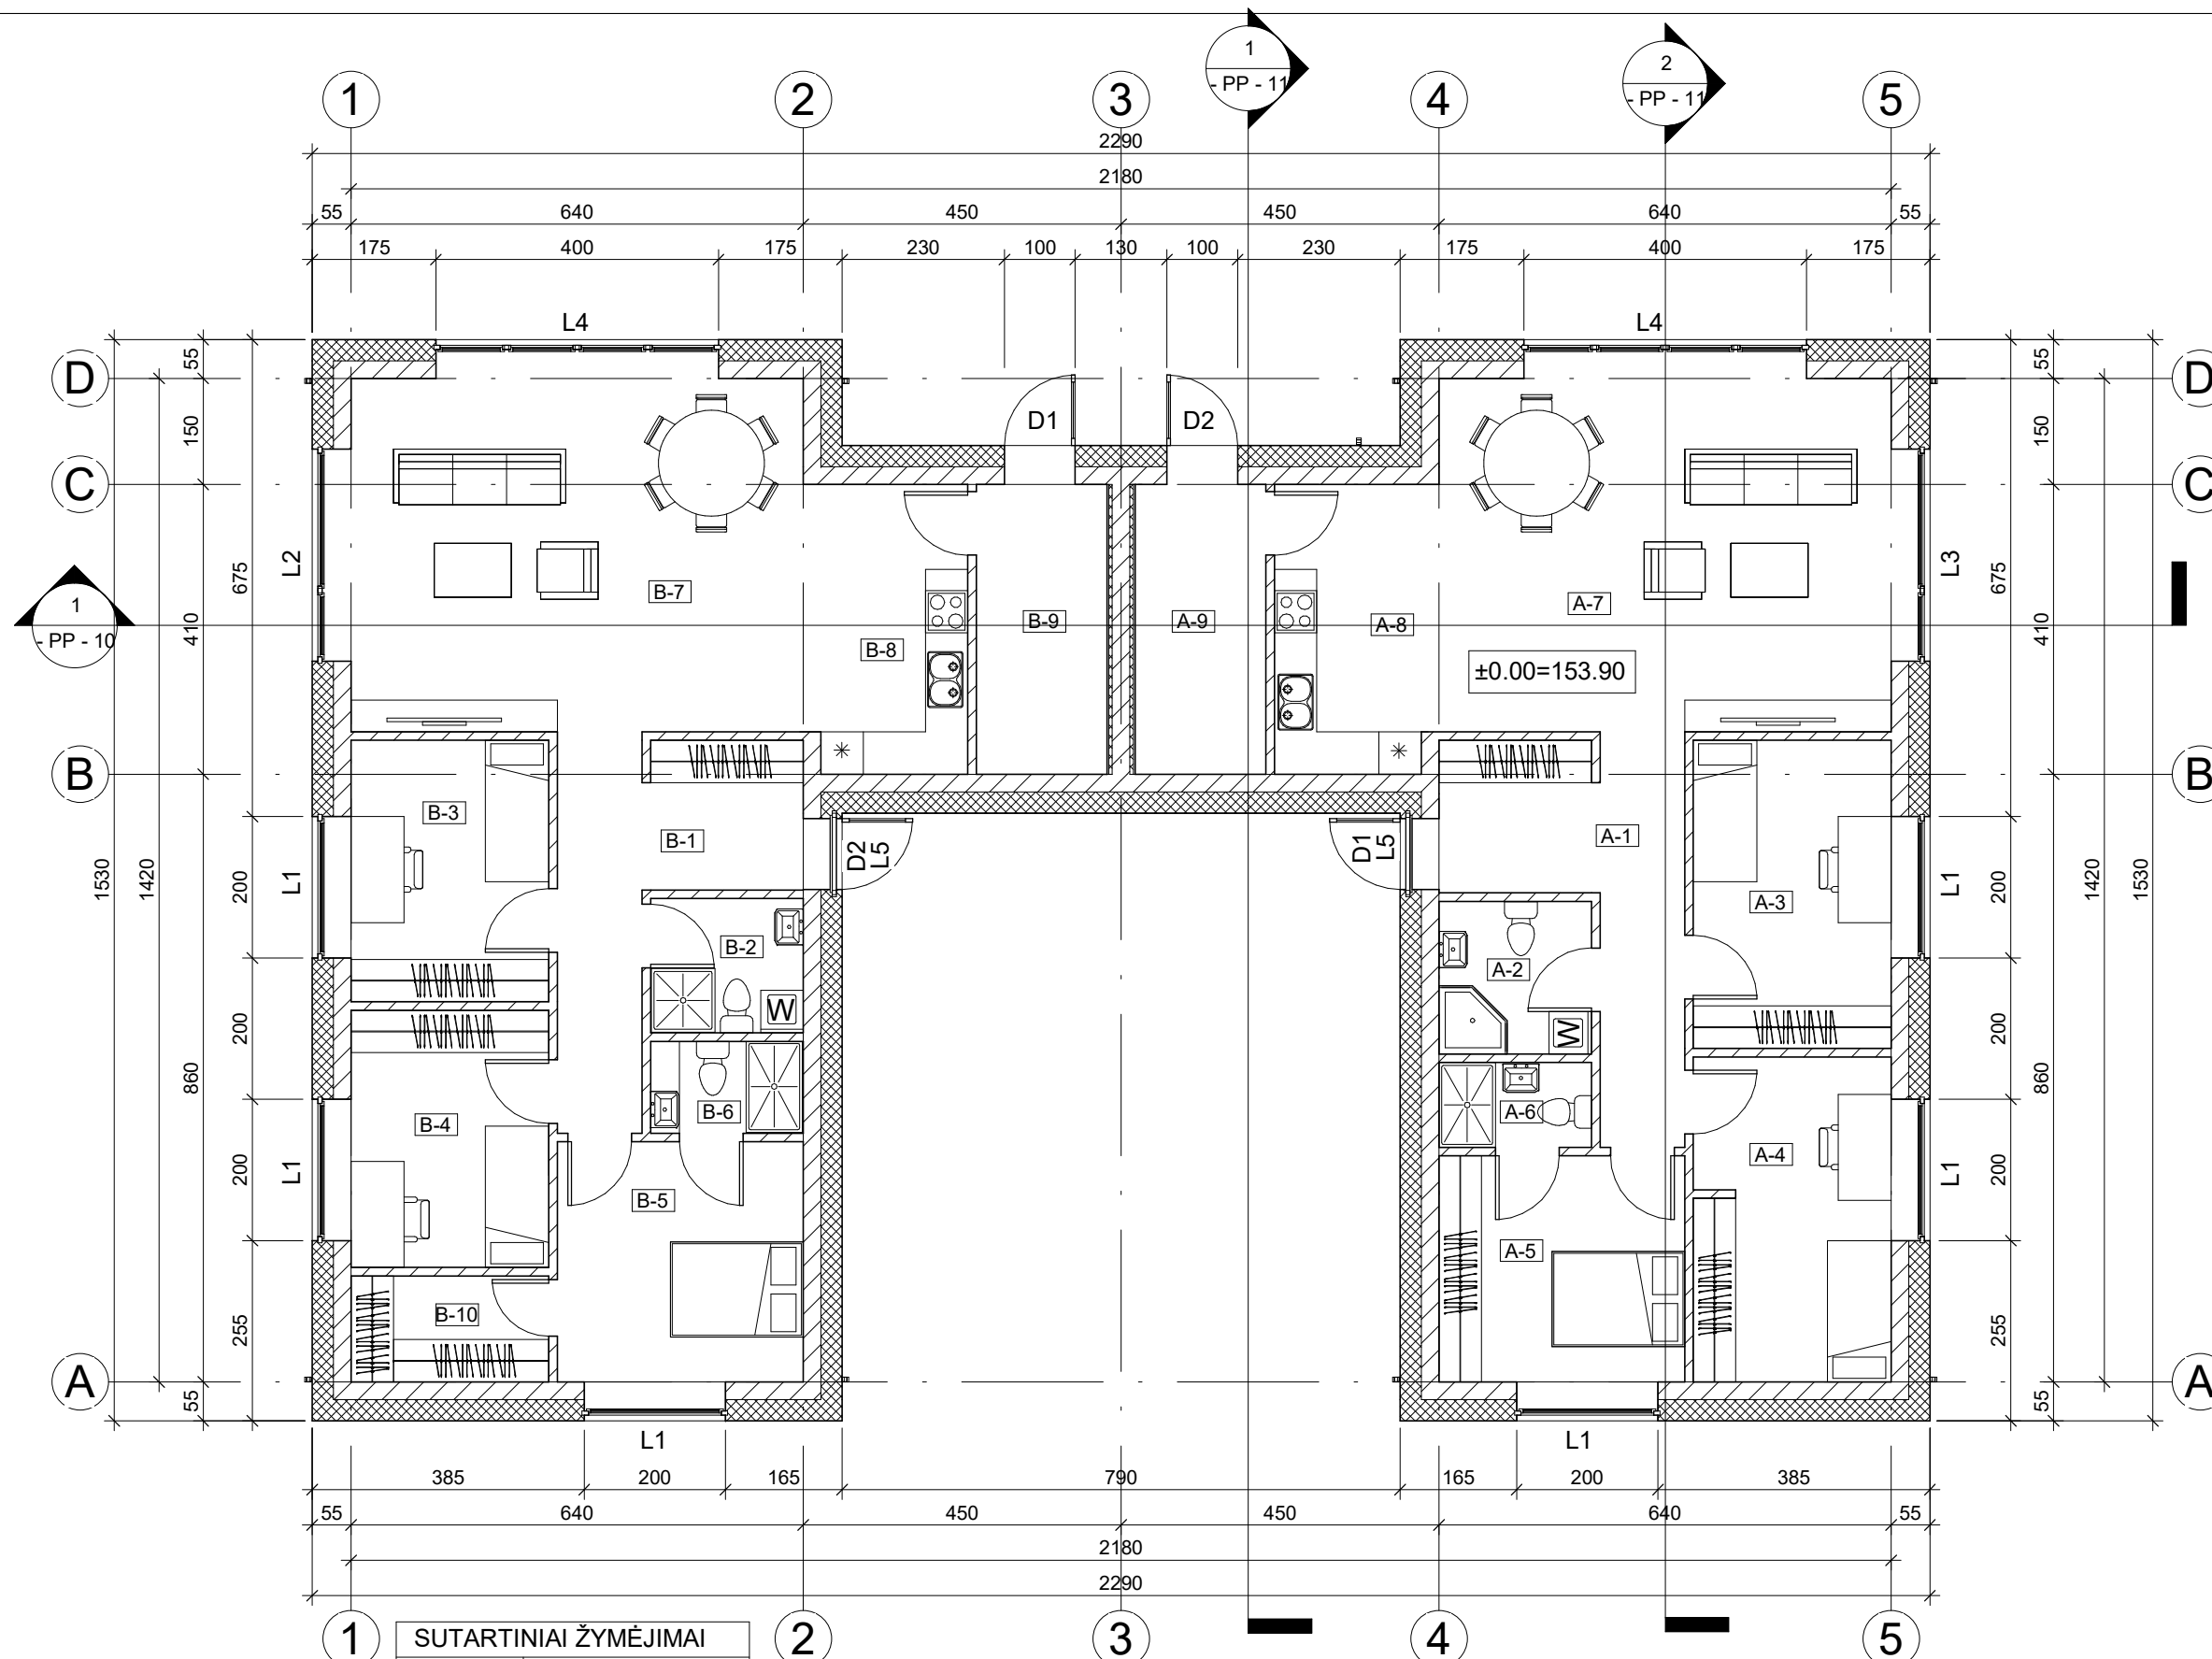 1
- PP - 11
2
- PP - 11
1 2 3 4 5
2290
2180
55 640 450 450 640 55
175 400 175 230 100 130 100 230 175 400 175
L4 L4
D 55 55 D
D1 D2
150 150
C C
L2 675 L3 675
1
- PP - 10
410 410
B-7 B-9 A-9 A-8 A-7
B-8
±0.00=153.90
B B
B-3 B-1 A-1
D2
L5
D1
L5
1530 1420 200 L1 L1 200 1420 1530
A-3
B-2 A-2
W W
200 200
860 860
B-6 A-6
B-4 A-4
200 L1 L1 200
B-5 A-5
B-10
255 255
A 55 55 A
L1 L1
385 200 165 790 165 200 385
55 640 450 450 640 55
2180
2290
1 2 3 4 5
SUTARTINIAI ŽYMĖJIMAI